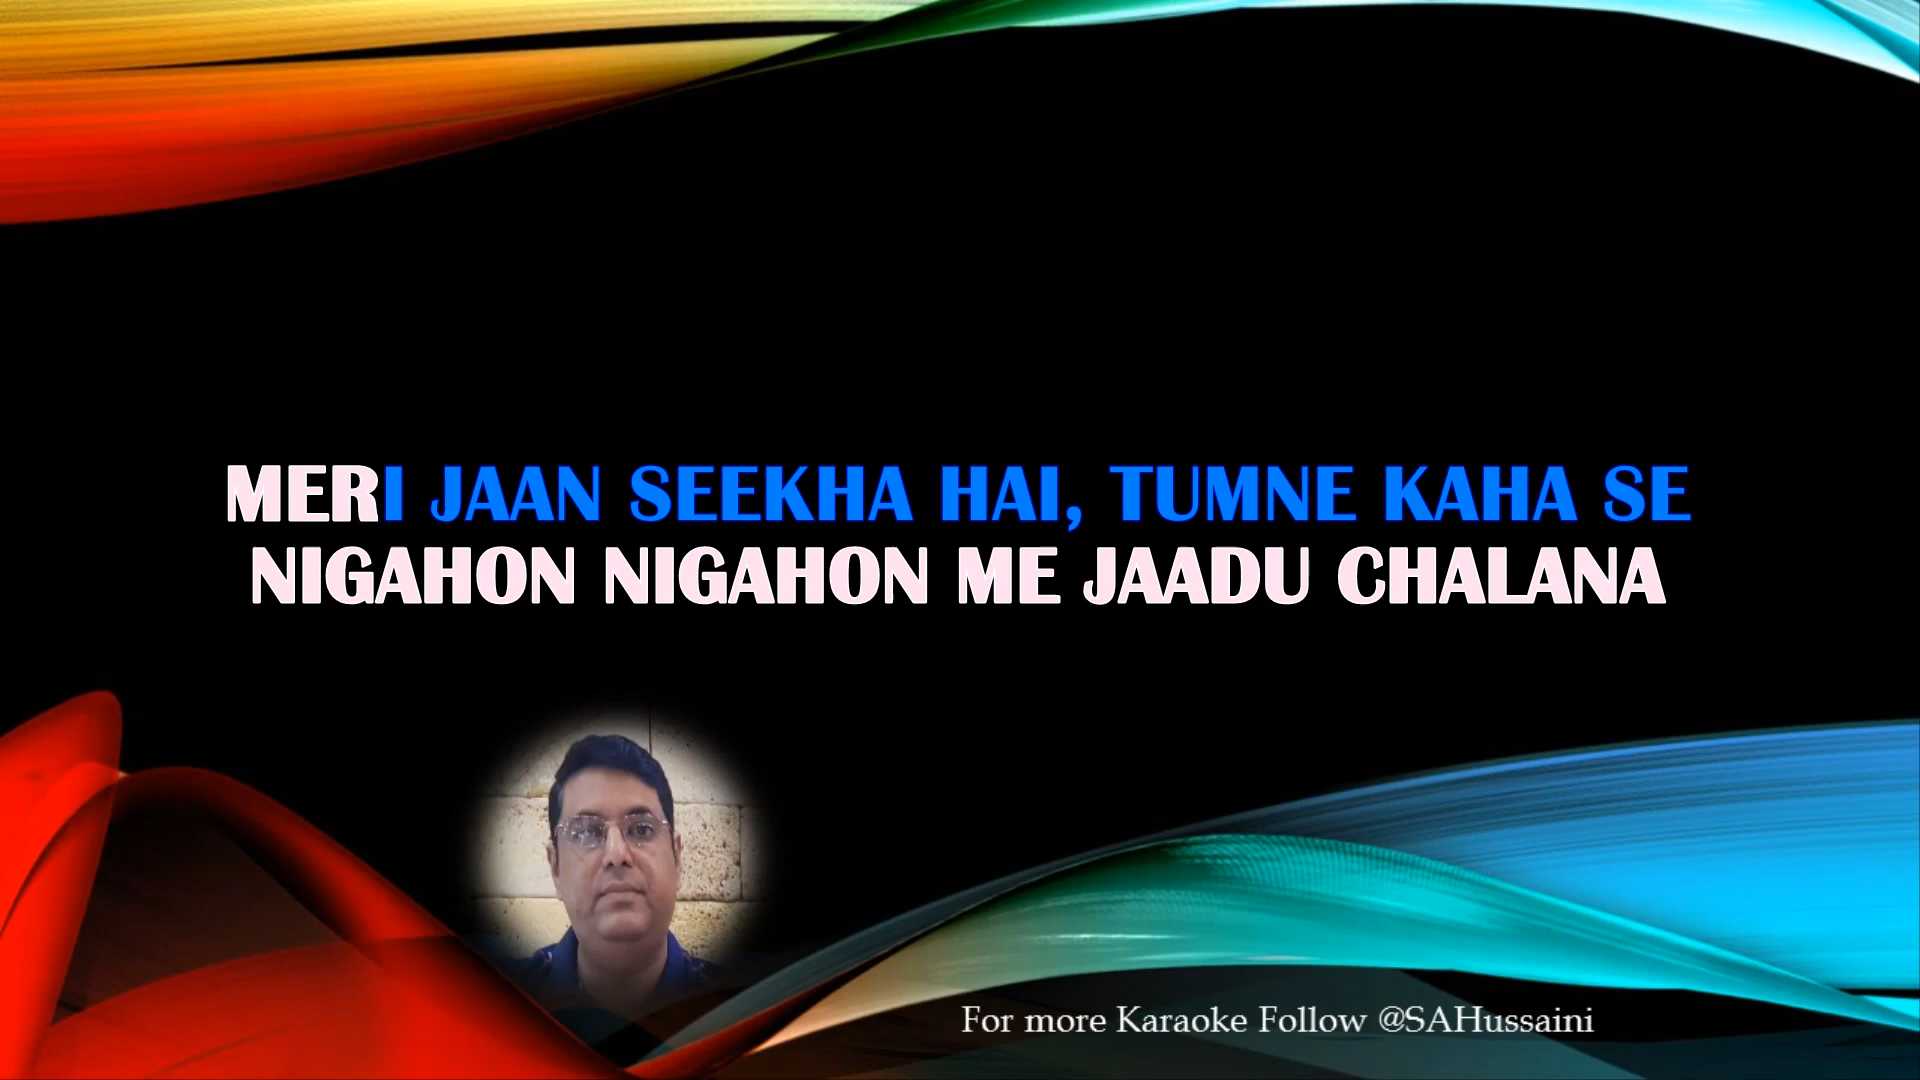 MERI JAAN SEEKHA HAI, TUMNE KAHA SE
NIGAHON NIGAHON ME JAADU CHALANA
For more Karaoke Follow @SAHussaini